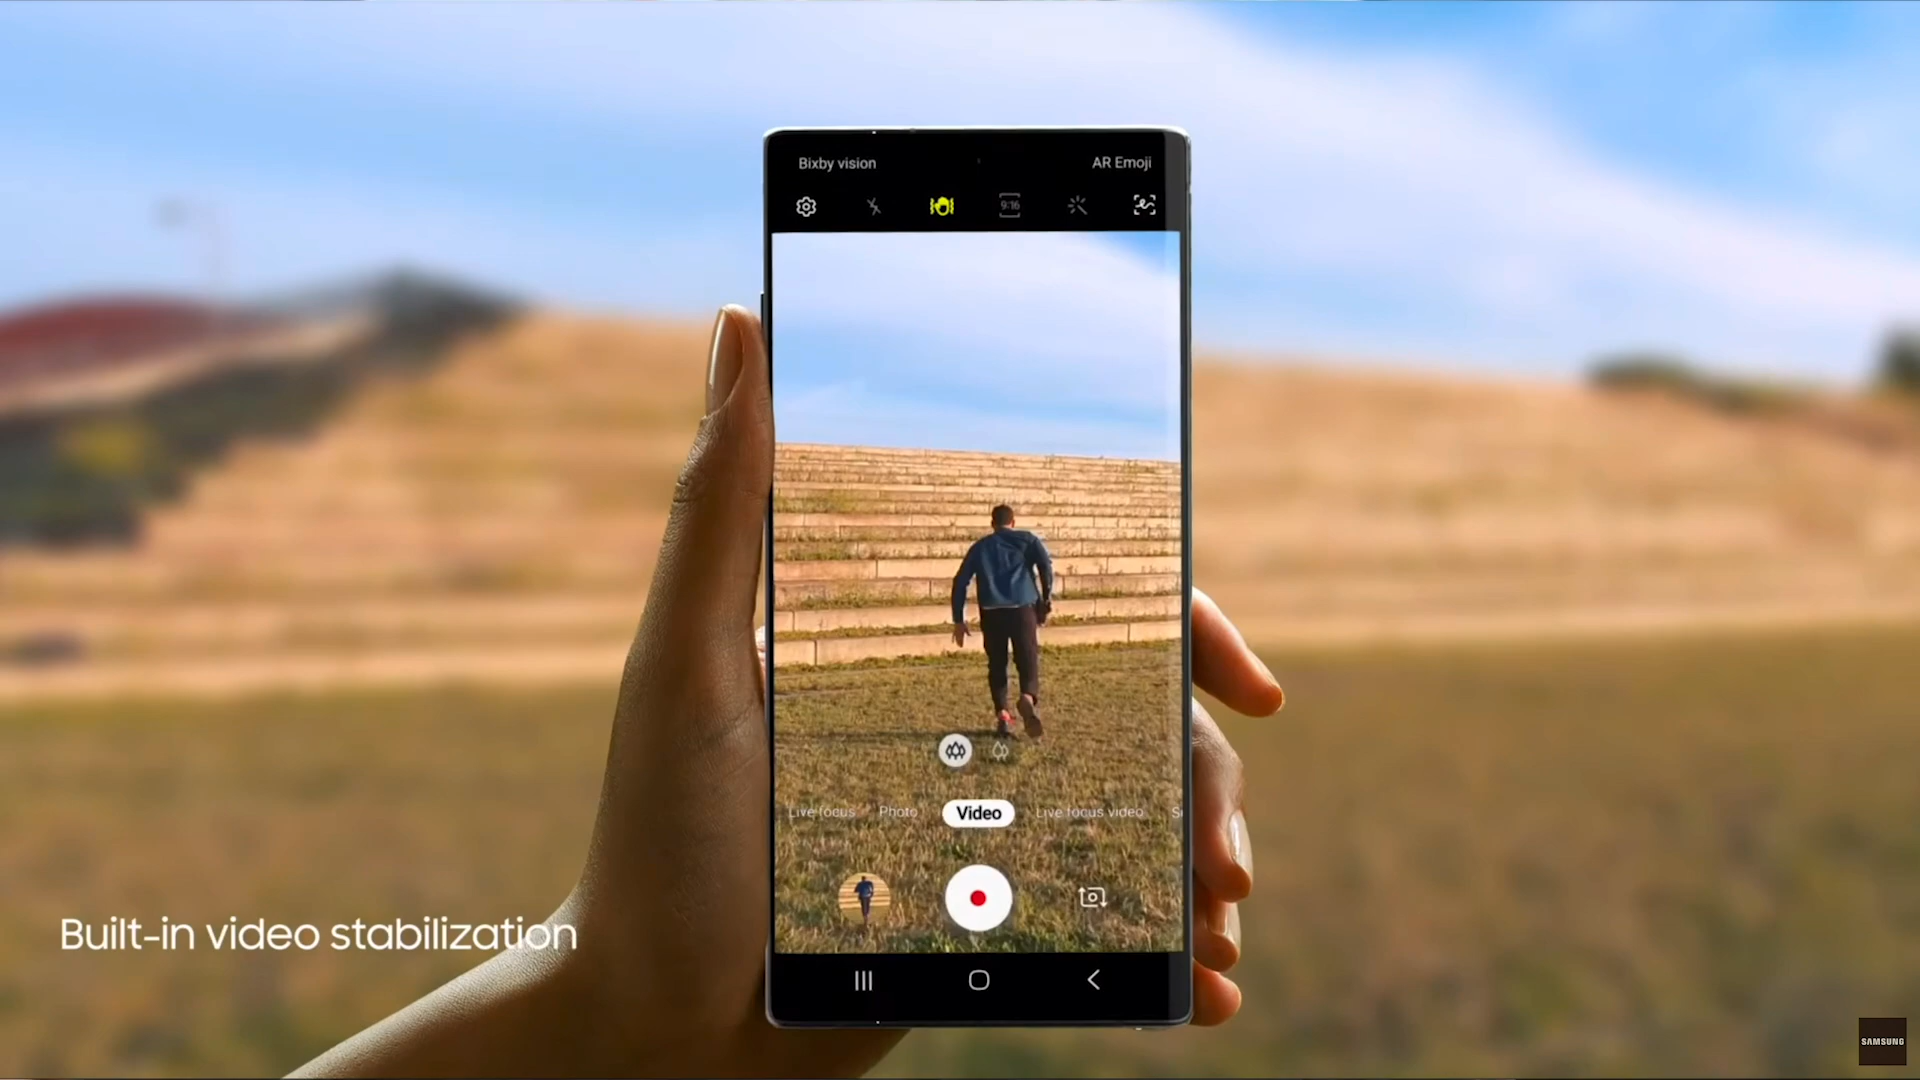 Bixby vision
AR Emoji
9:16
Live focus
Photo
Video
Live focus video
Built-in video stabilization
SAMSUNG